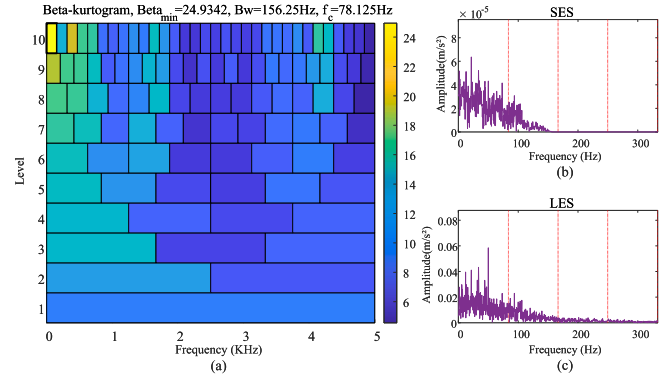 Beta-kurtogram, Beta_min=24.9342, Bw=156.25Hz, f_c=78.125Hz
Level
10
9
8
7
6
5
4
3
2
1
0 1 2 3 4 5
Frequency (KHz)
(a)
24
22
20
18
16
14
12
10
8
6
SES
× 10^-5
Amplitude(m/s²)
8
6
4
2
0
0 100 200 300
Frequency (Hz)
(b)
LES
Amplitude(m/s²)
0.08
0.06
0.04
0.02
0
0 100 200 300
Frequency (Hz)
(c)